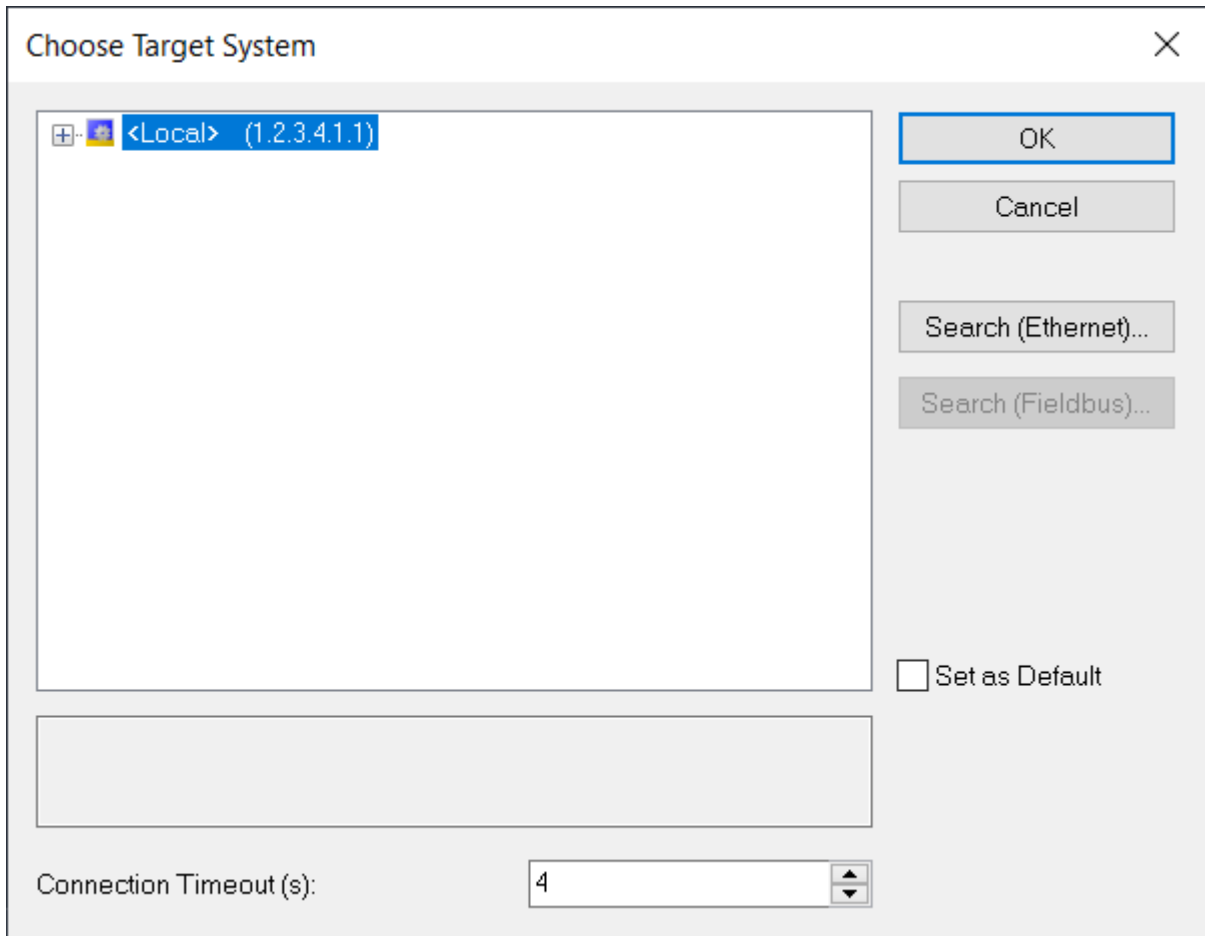 Choose Target System
<Local> (1.2.3.4.1.1)
OK
Cancel
Search (Ethernet)...
Search (Fieldbus)...
Set as Default
Connection Timeout (s):
4